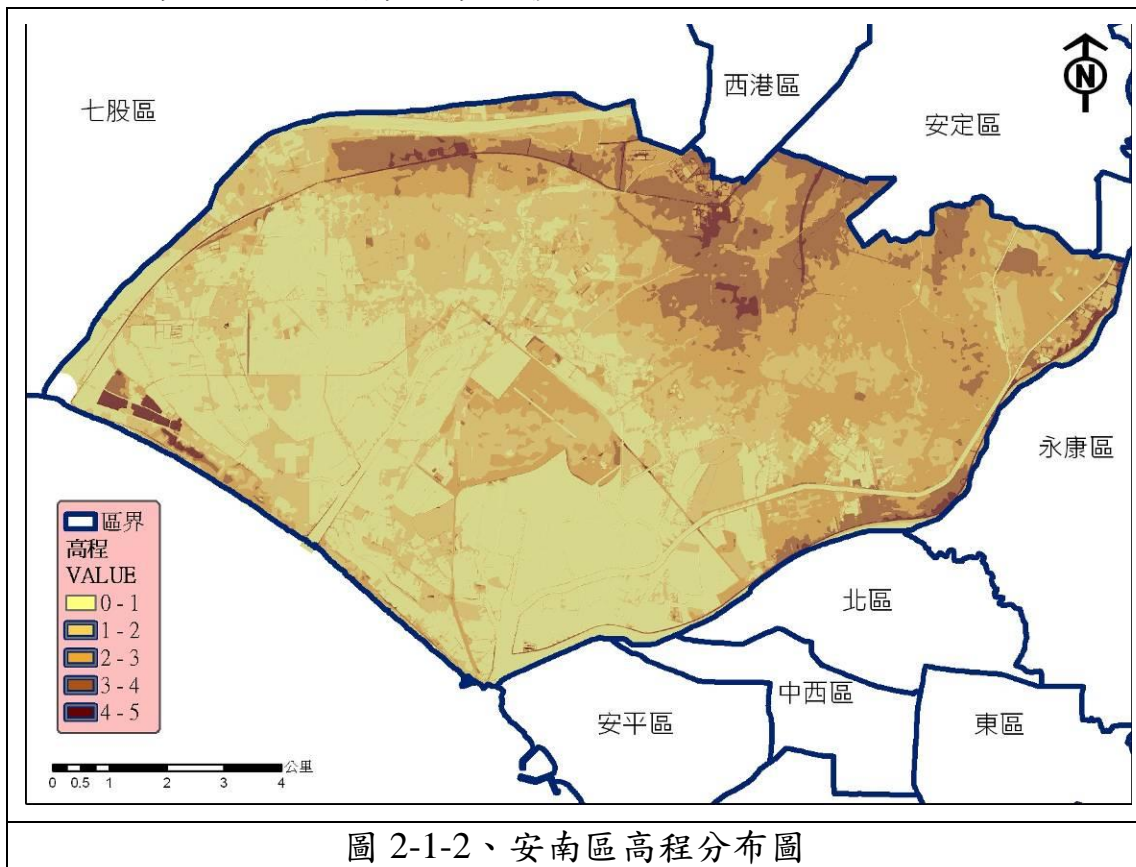 七股區
西港區
安定區
N
永康區
北區
中西區
東區
安平區
區界
高程
VALUE
0 - 1
1 - 2
2 - 3
3 - 4
4 - 5
0 0.5 1 2 3 4 公里
圖 2-1-2、安南區高程分布圖